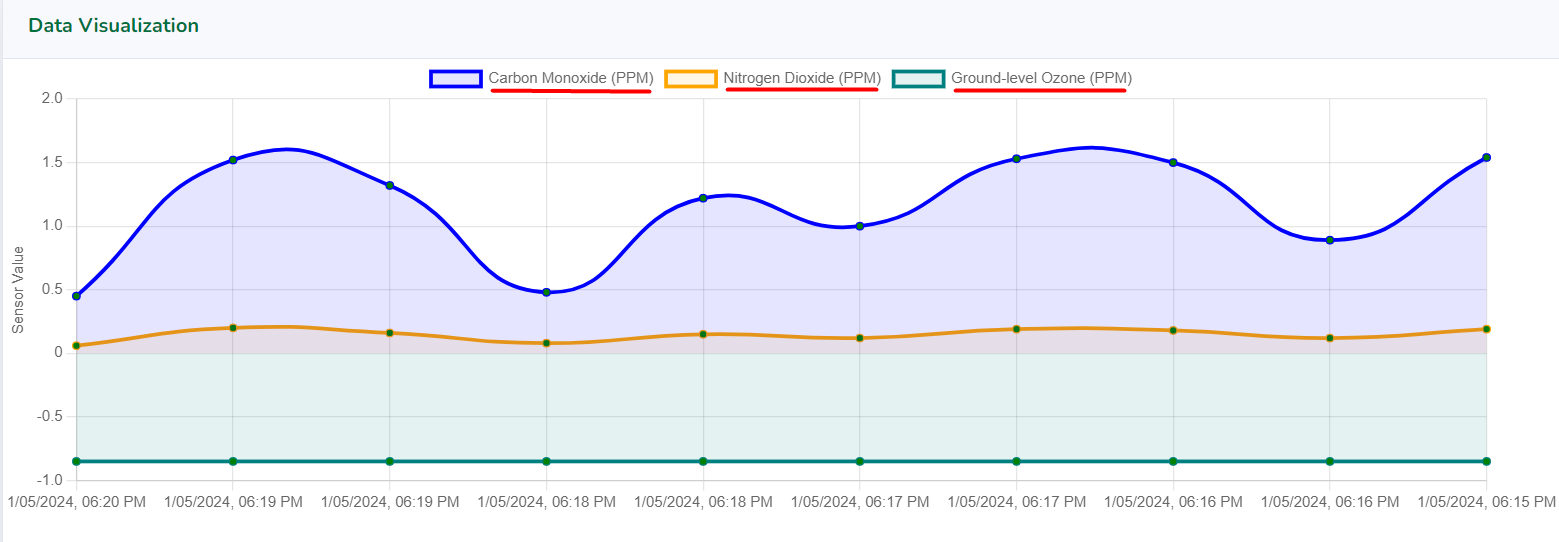 Data Visualization
Carbon Monoxide (PPM) Nitrogen Dioxide (PPM) Ground-level Ozone (PPM)
2.0
1.5
1.0
0.5
0
-0.5
-1.0
Sensor Value
1/05/2024, 06:20 PM 1/05/2024, 06:19 PM 1/05/2024, 06:19 PM 1/05/2024, 06:18 PM 1/05/2024, 06:18 PM 1/05/2024, 06:17 PM 1/05/2024, 06:17 PM 1/05/2024, 06:16 PM 1/05/2024, 06:16 PM 1/05/2024, 06:15 PM